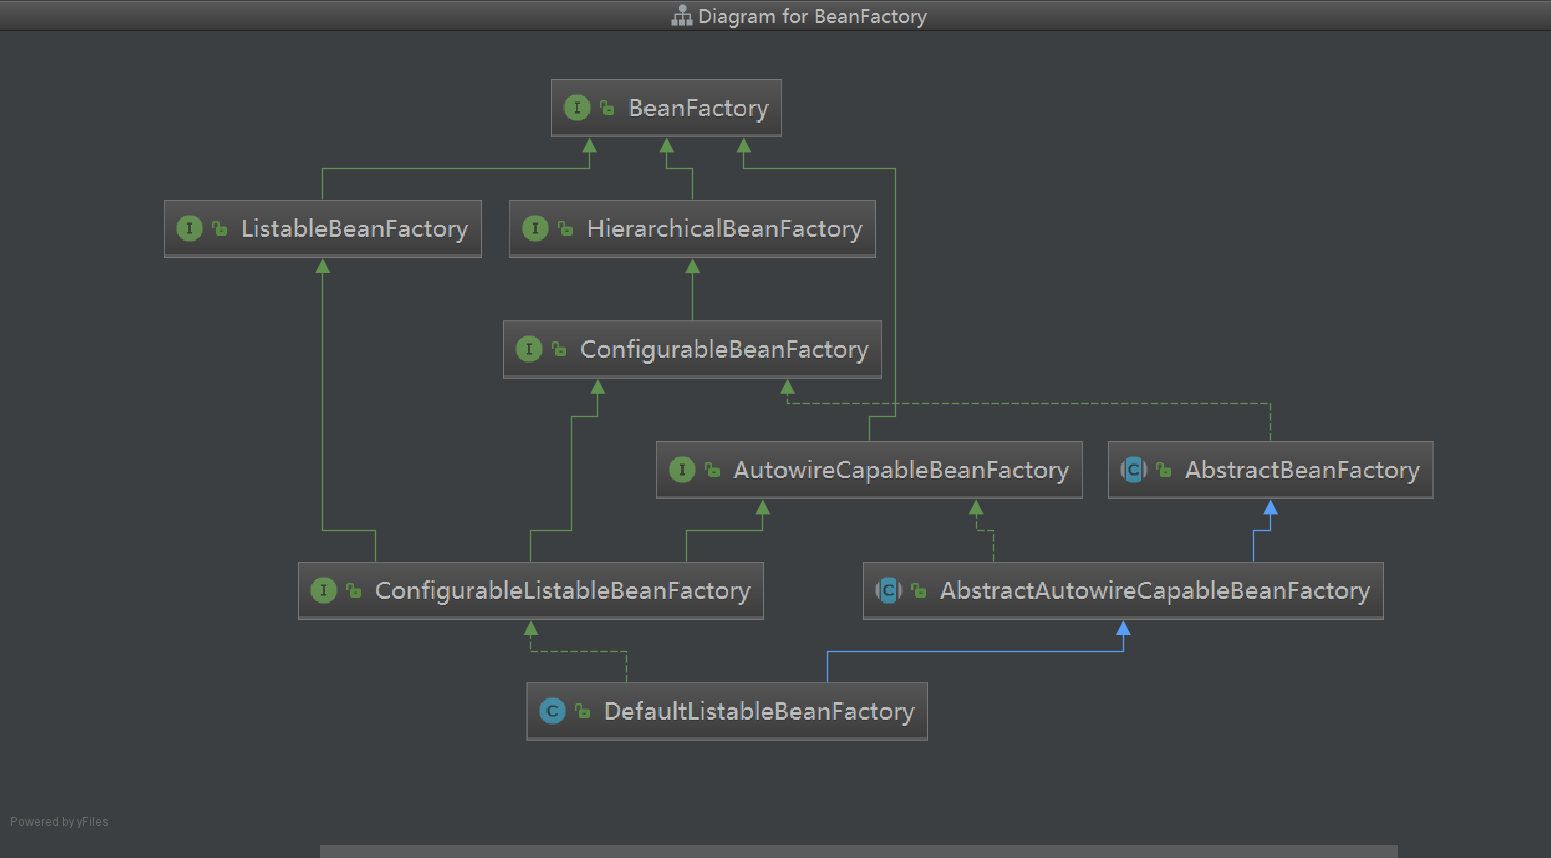 Diagram for BeanFactory
I BeanFactory
I ListableBeanFactory
I HierarchicalBeanFactory
I ConfigurableBeanFactory
I AutowireCapableBeanFactory
C AbstractBeanFactory
I ConfigurableListableBeanFactory
C AbstractAutowireCapableBeanFactory
C DefaultListableBeanFactory
Powered by yFiles